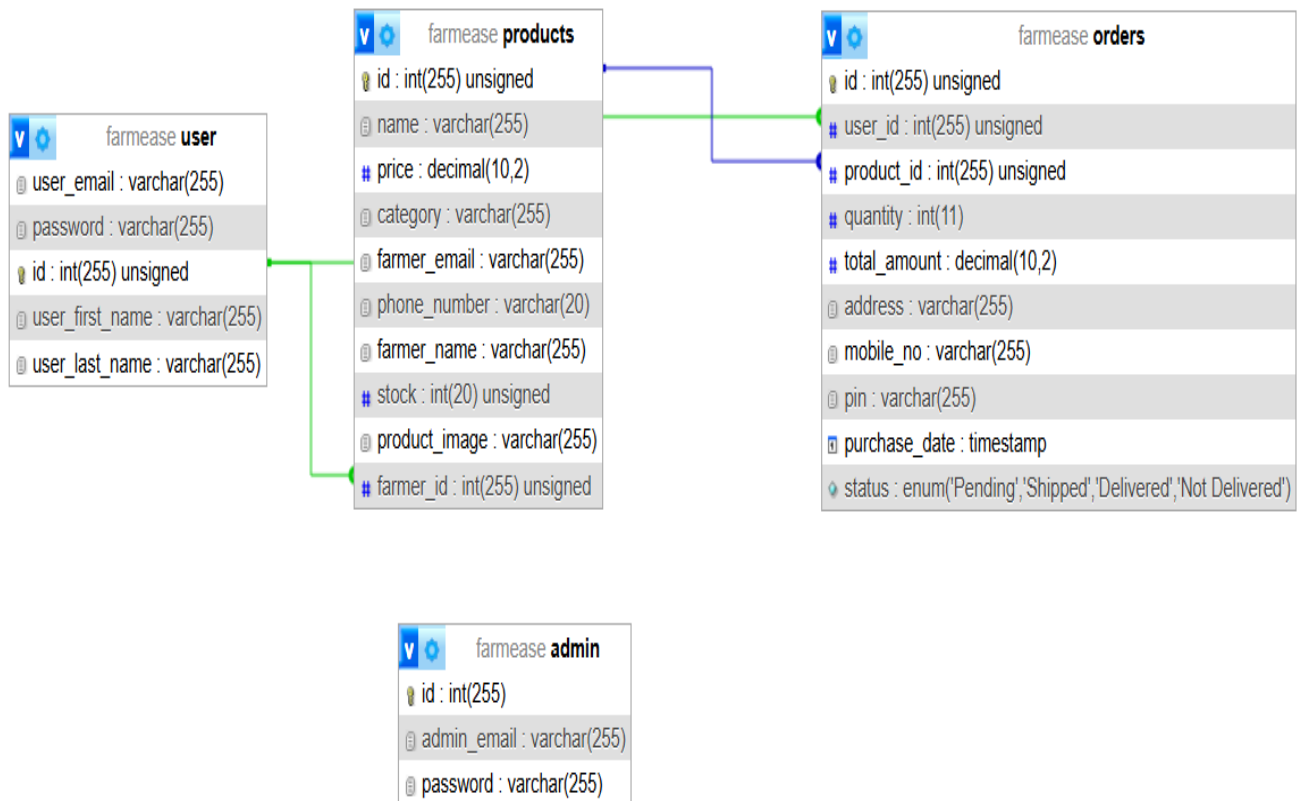 farmease user
user_email : varchar(255)
password : varchar(255)
id : int(255) unsigned
user_first_name : varchar(255)
user_last_name : varchar(255)
farmease products
id : int(255) unsigned
name : varchar(255)
price : decimal(10,2)
category : varchar(255)
farmer_email : varchar(255)
phone_number : varchar(20)
farmer_name : varchar(255)
stock : int(20) unsigned
product_image : varchar(255)
farmer_id : int(255) unsigned
farmease orders
id : int(255) unsigned
user_id : int(255) unsigned
product_id : int(255) unsigned
quantity : int(11)
total_amount : decimal(10,2)
address : varchar(255)
mobile_no : varchar(255)
pin : varchar(255)
purchase_date : timestamp
status : enum('Pending','Shipped','Delivered','Not Delivered')
farmease admin
id : int(255)
admin_email : varchar(255)
password : varchar(255)